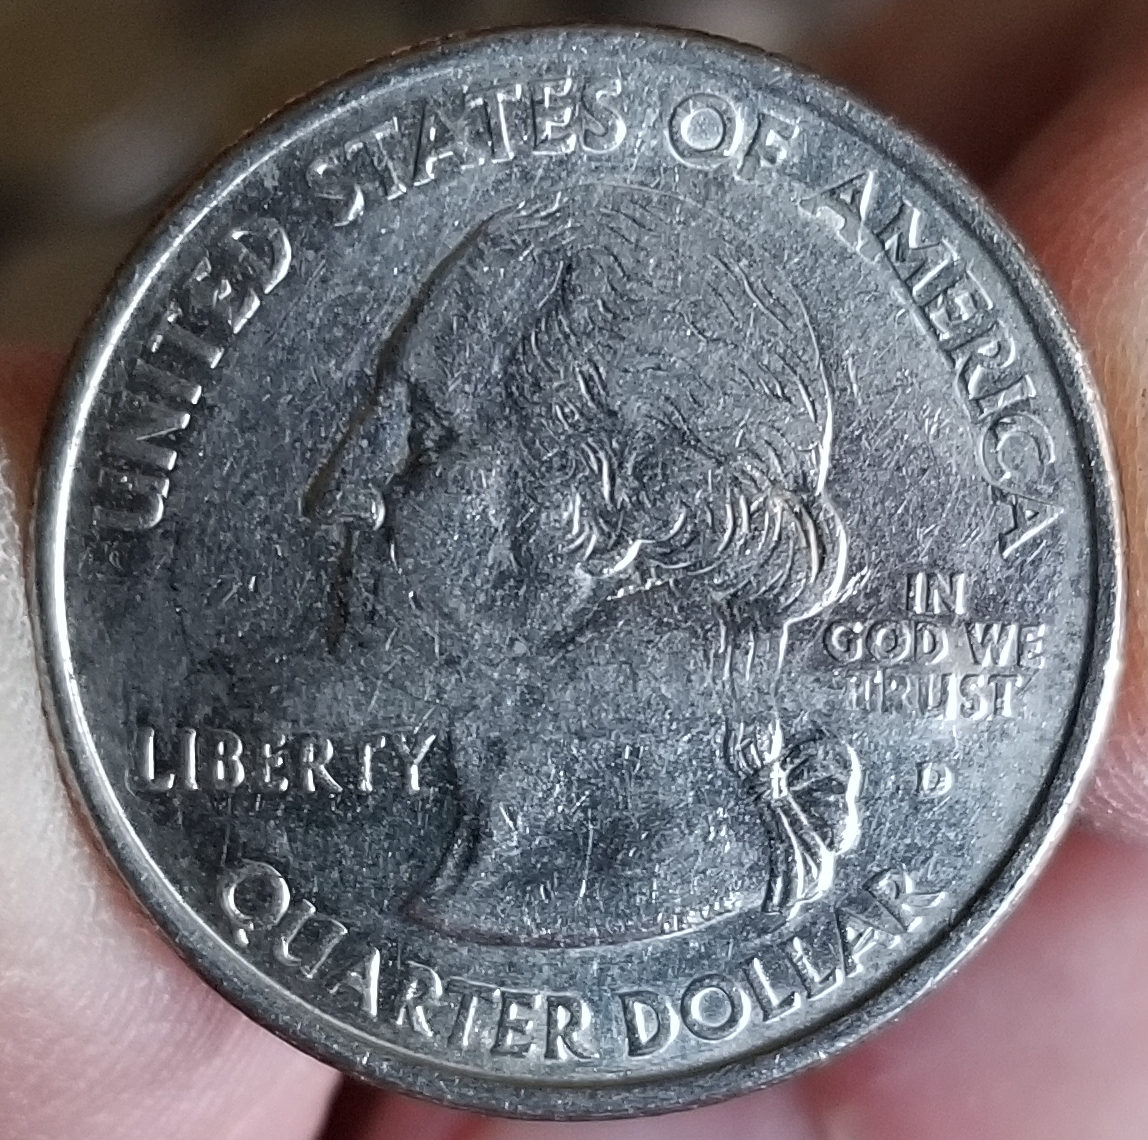 UNITED STATES OF AMERICA
LIBERTY
IN
GOD WE
TRUST
D
QUARTER DOLLAR